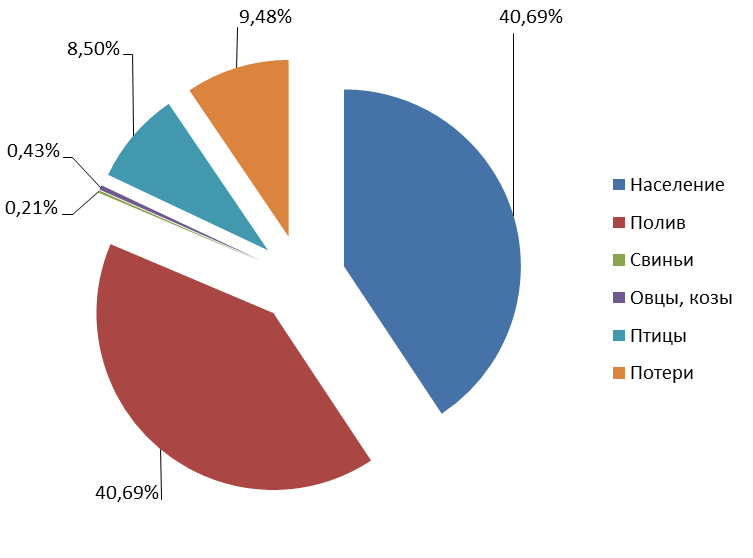 9,48%
40,69%
8,50%
0,43%
0,21%
40,69%
Население
Полив
Свиньи
Овцы, козы
Птицы
Потери